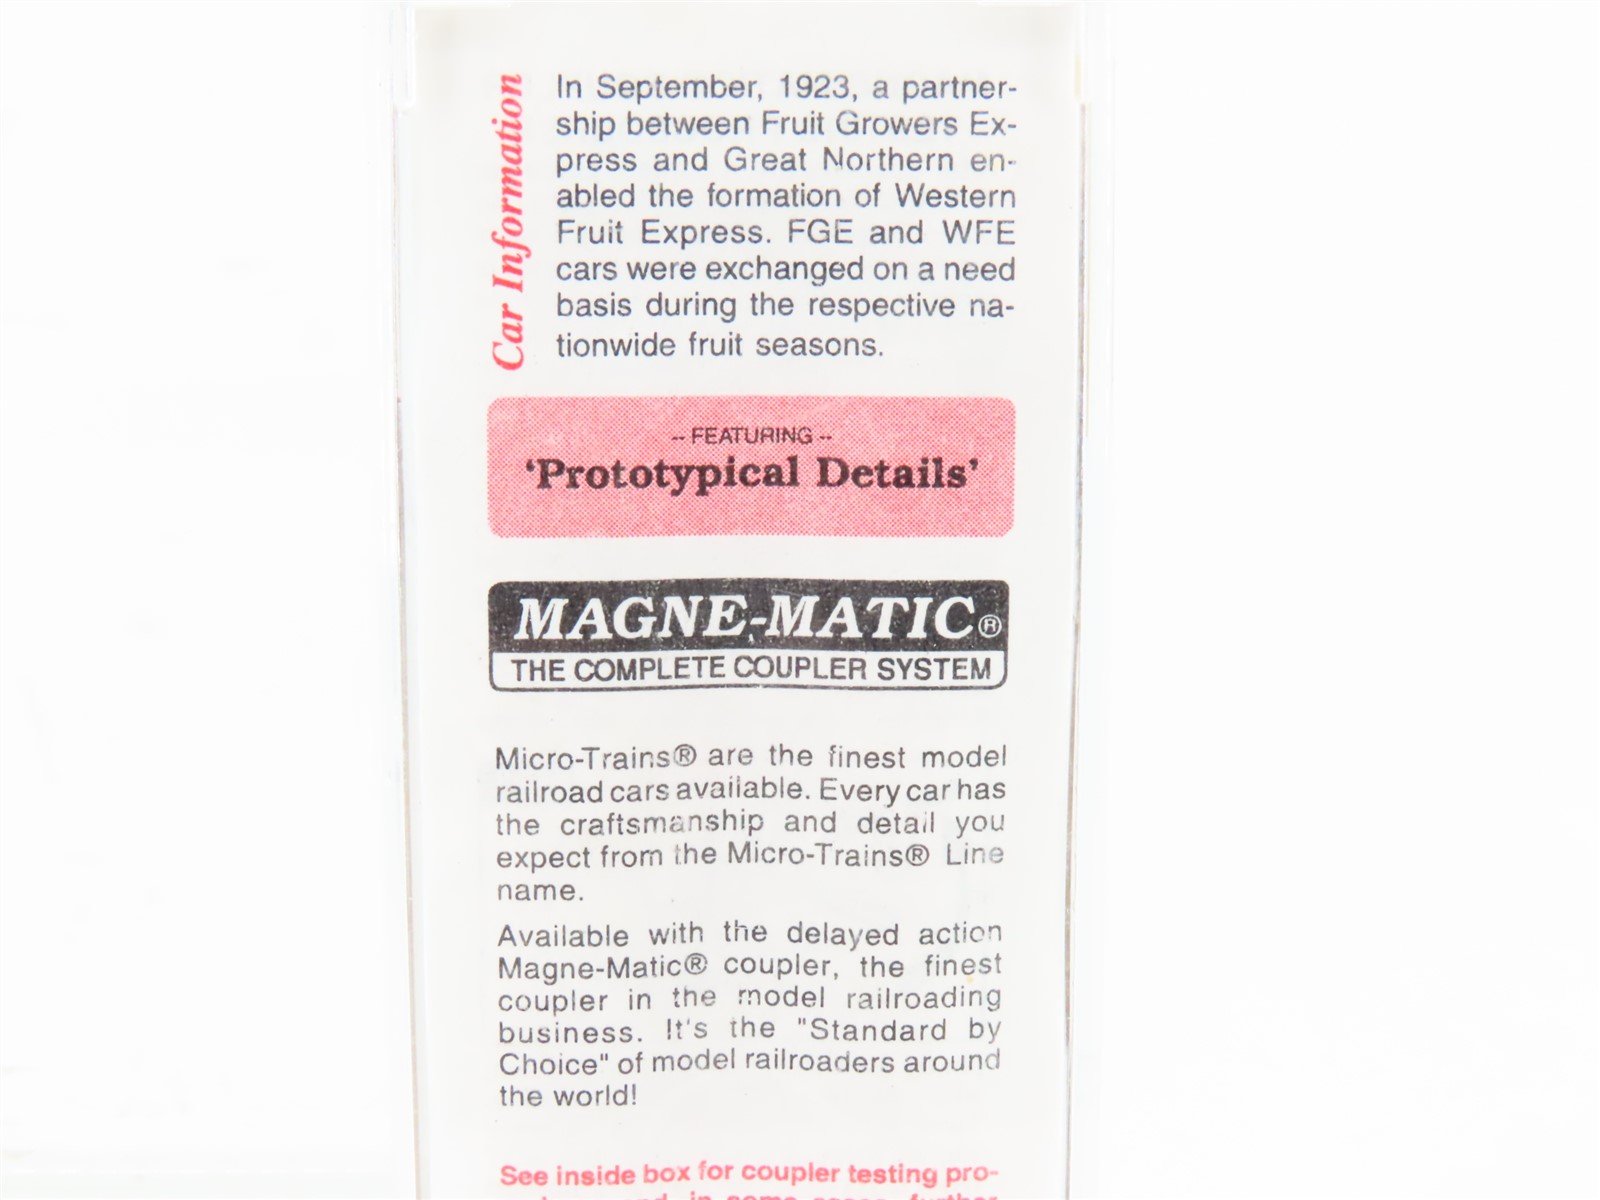 Car Information
In September, 1923, a partner-
ship between Fruit Growers Ex-
press and Great Northern en-
abled the formation of Western
Fruit Express. FGE and WFE
cars were exchanged on a need
basis during the respective na-
tionwide fruit seasons.
-- FEATURING --
‘Prototypical Details’
MAGNE-MATIC®
THE COMPLETE COUPLER SYSTEM
Micro-Trains® are the finest model
railroad cars available. Every car has
the craftsmanship and detail you
expect from the Micro-Trains® Line
name.
Available with the delayed action
Magne-Matic® coupler, the finest
coupler in the model railroading
business. It's the "Standard by
Choice" of model railroaders around
the world!
See inside box for coupler testing pro-
and, in some cases, further